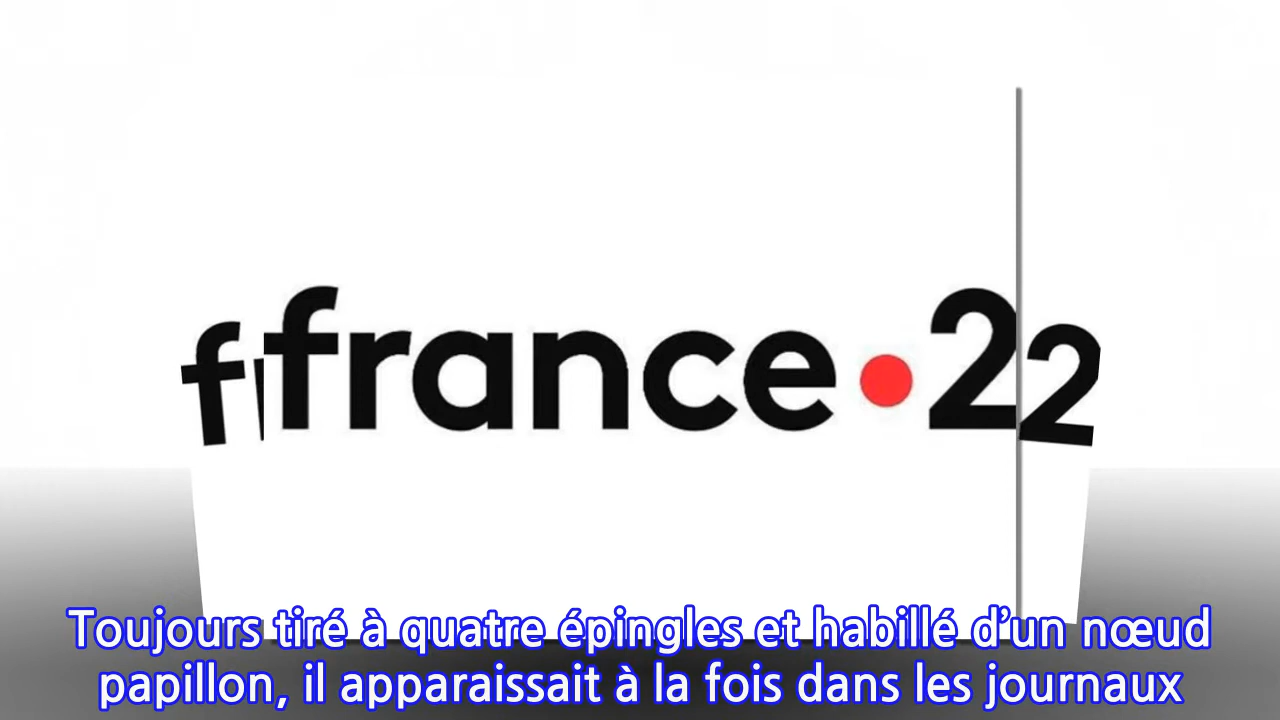 france•2
Toujours tiré à quatre épingles et habillé d’un nœud
papillon, il apparaissait à la fois dans les journaux